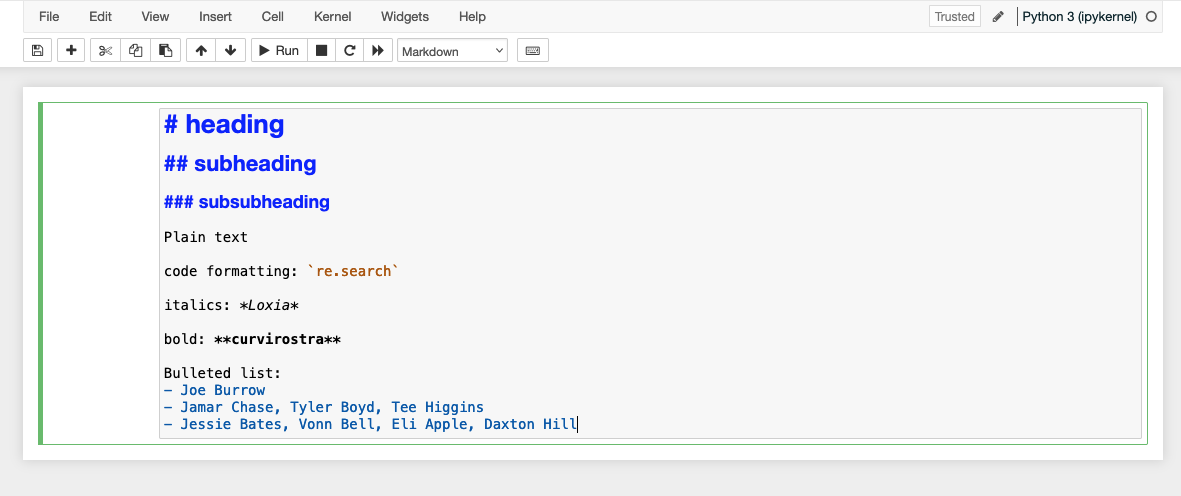 File Edit View Insert Cell Kernel Widgets Help Trusted Python 3 (ipykernel)
Run Markdown
# heading
## subheading
### subsubheading
Plain text
code formatting: `re.search`
italics: *Loxia*
bold: **curvirostra**
Bulleted list:
- Joe Burrow
- Jamar Chase, Tyler Boyd, Tee Higgins
- Jessie Bates, Vonn Bell, Eli Apple, Daxton Hill